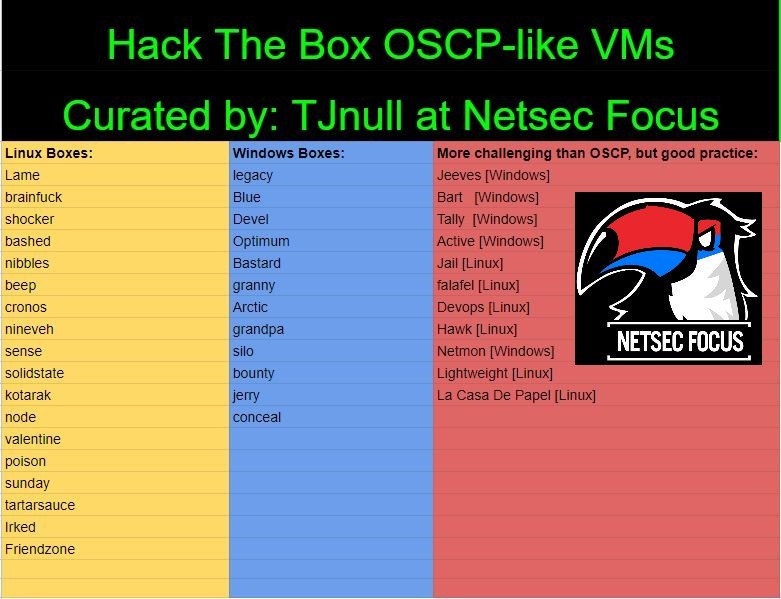 Hack The Box OSCP-like VMs
Curated by: TJnull at Netsec Focus
Linux Boxes:
Lame
brainfuck
shocker
bashed
nibbles
beep
cronos
nineveh
sense
solidstate
kotarak
node
valentine
poison
sunday
tartarsauce
Irked
Friendzone
Windows Boxes:
legacy
Blue
Devel
Optimum
Bastard
granny
Arctic
grandpa
silo
bounty
jerry
conceal
More challenging than OSCP, but good practice:
Jeeves [Windows]
Bart [Windows]
Tally [Windows]
Active [Windows]
Jail [Linux]
falafel [Linux]
Devops [Linux]
Hawk [Linux]
Netmon [Windows]
Lightweight [Linux]
La Casa De Papel [Linux]
NETSEC FOCUS